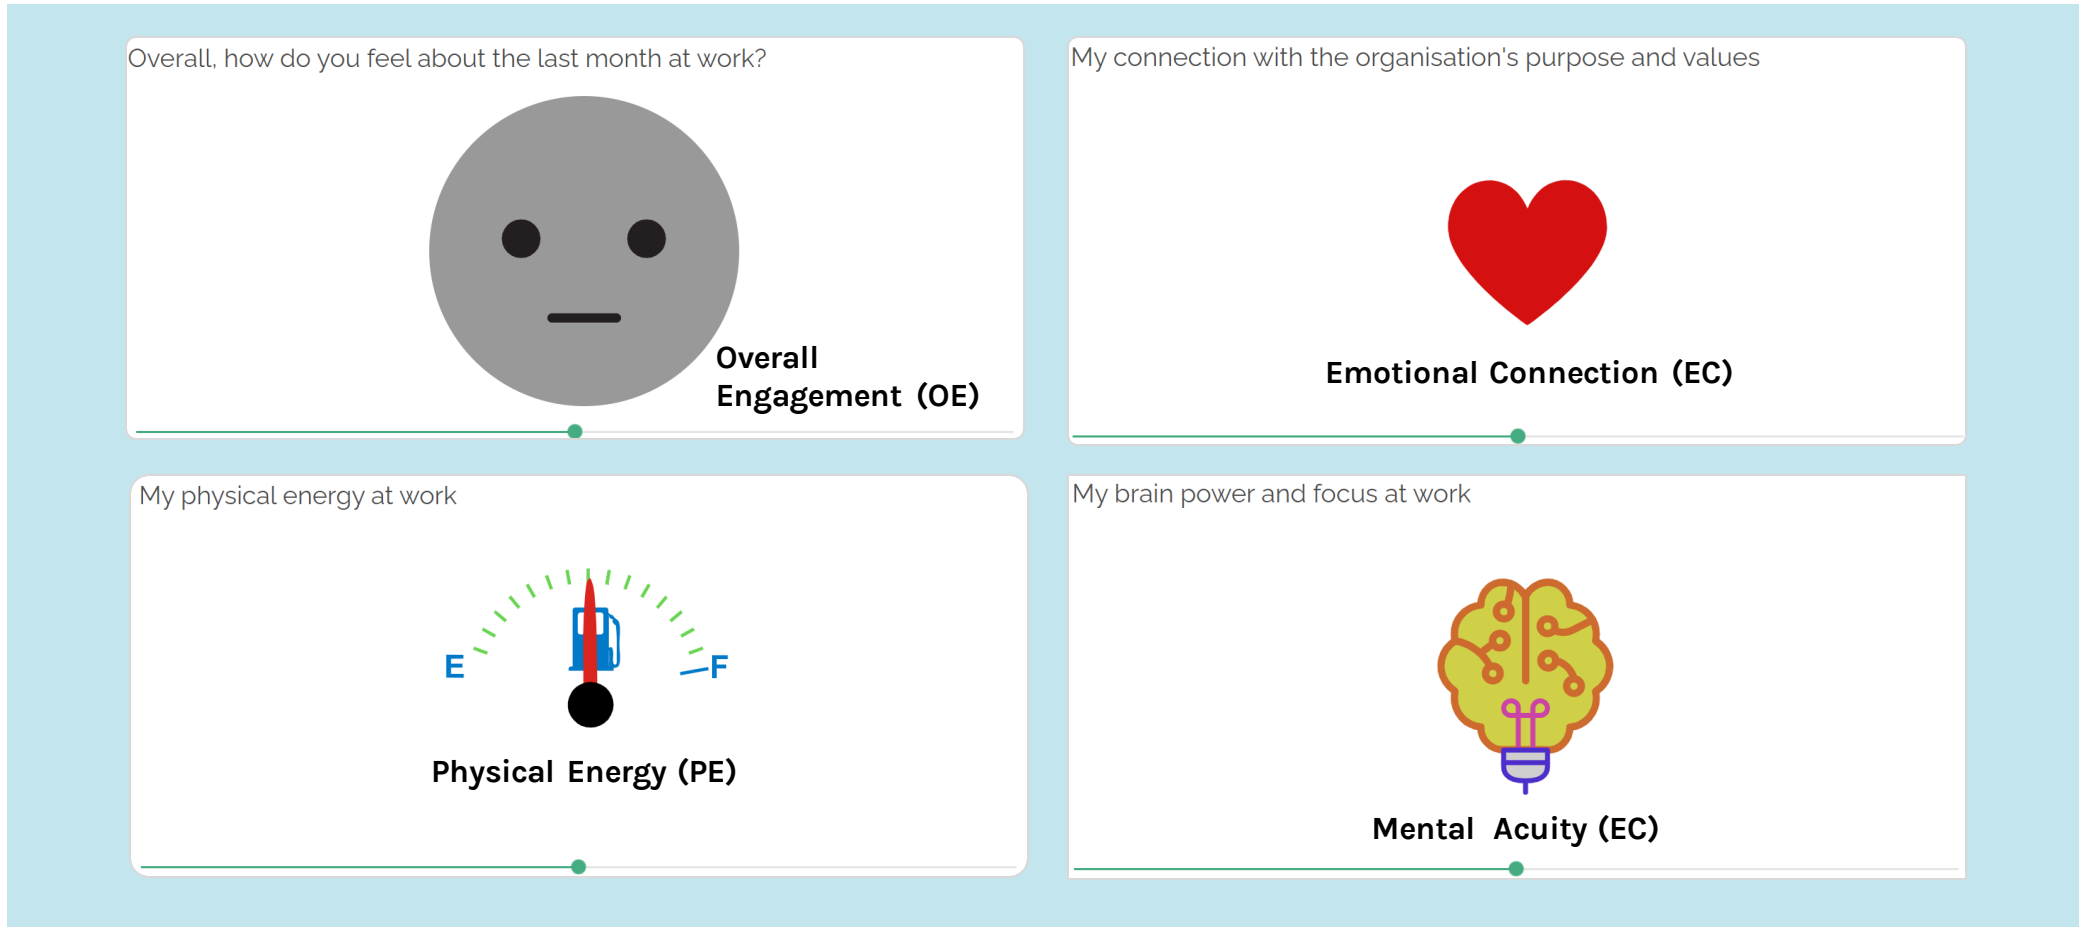 Overall, how do you feel about the last month at work?
Overall
Engagement (OE)
My connection with the organisation's purpose and values
Emotional Connection (EC)
My physical energy at work
E
F
Physical Energy (PE)
My brain power and focus at work
Mental Acuity (EC)